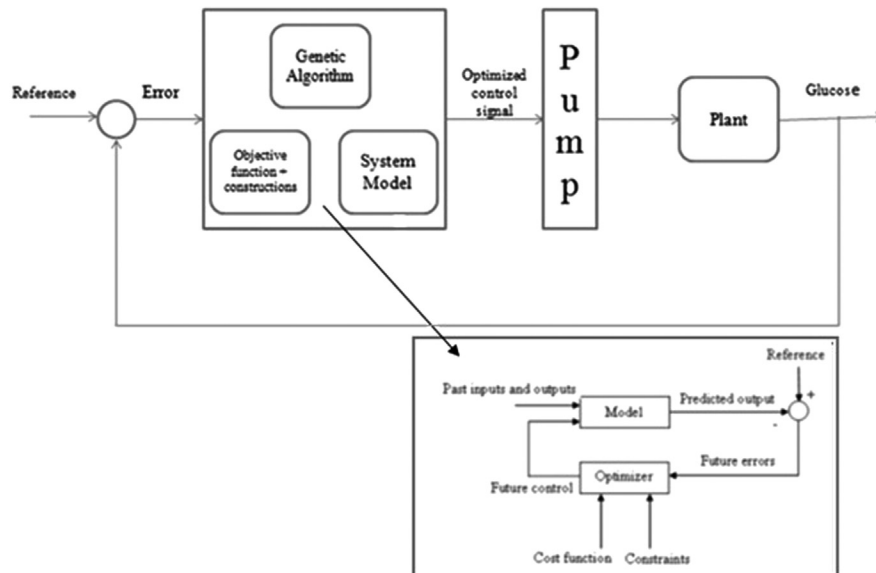 Reference
Error
Genetic
Algorithm
Objective
function +
constructions
System
Model
Optimized
control
signal
P
u
m
p
Plant
Glucose
Reference
+
Past inputs and outputs
Model
Predicted output
-
Future errors
Optimizer
Future control
Cost function
Constraints